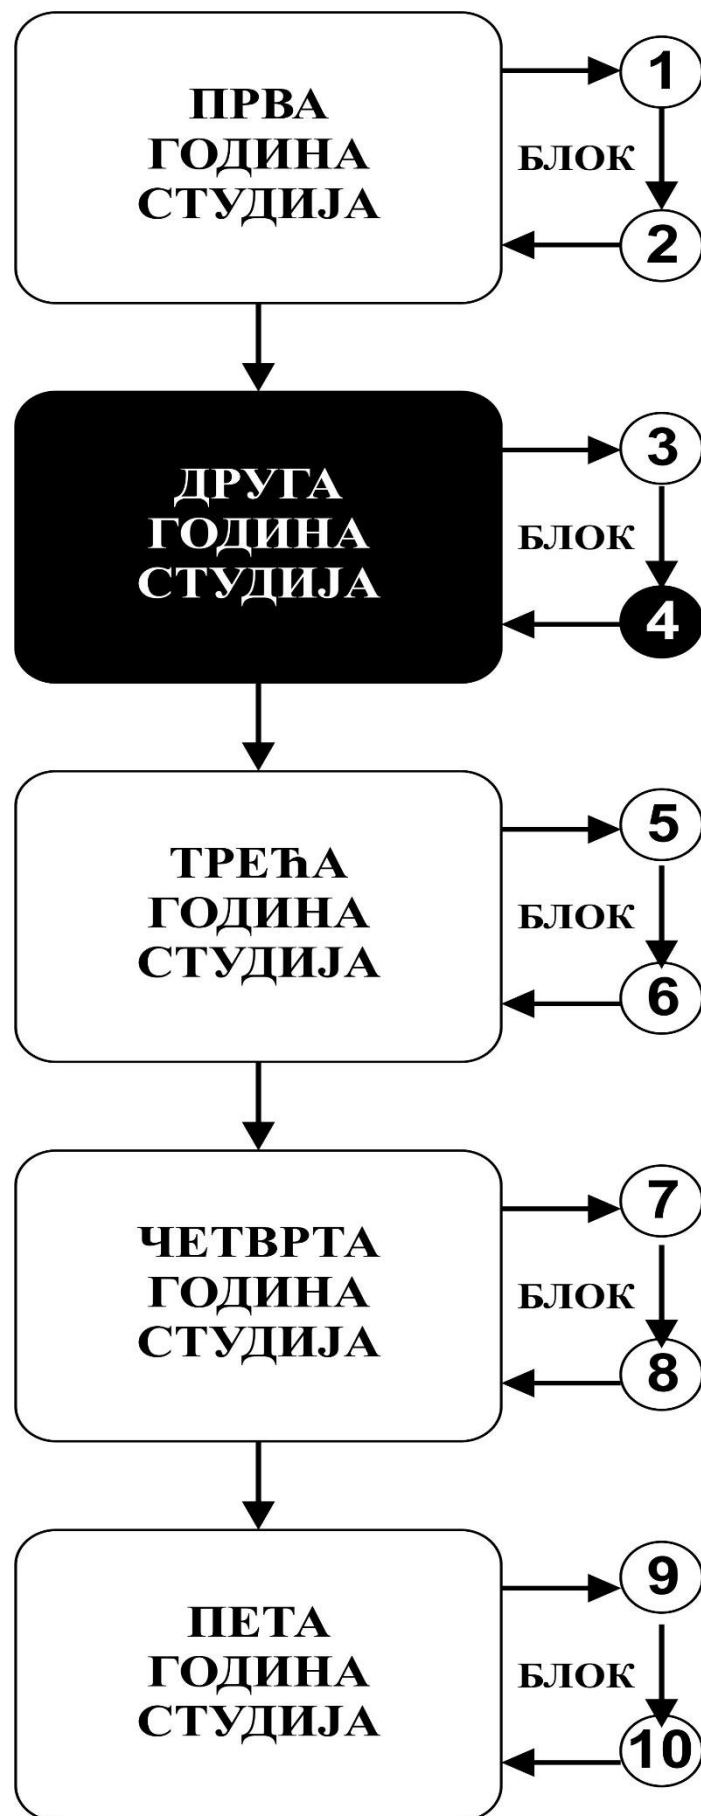 ПРВА
ГОДИНА
СТУДИЈА
1
БЛОК
2
ДРУГА
ГОДИНА
СТУДИЈА
3
БЛОК
4
ТРЕЋА
ГОДИНА
СТУДИЈА
5
БЛОК
6
ЧЕТВРТА
ГОДИНА
СТУДИЈА
7
БЛОК
8
ПЕТА
ГОДИНА
СТУДИЈА
9
БЛОК
10